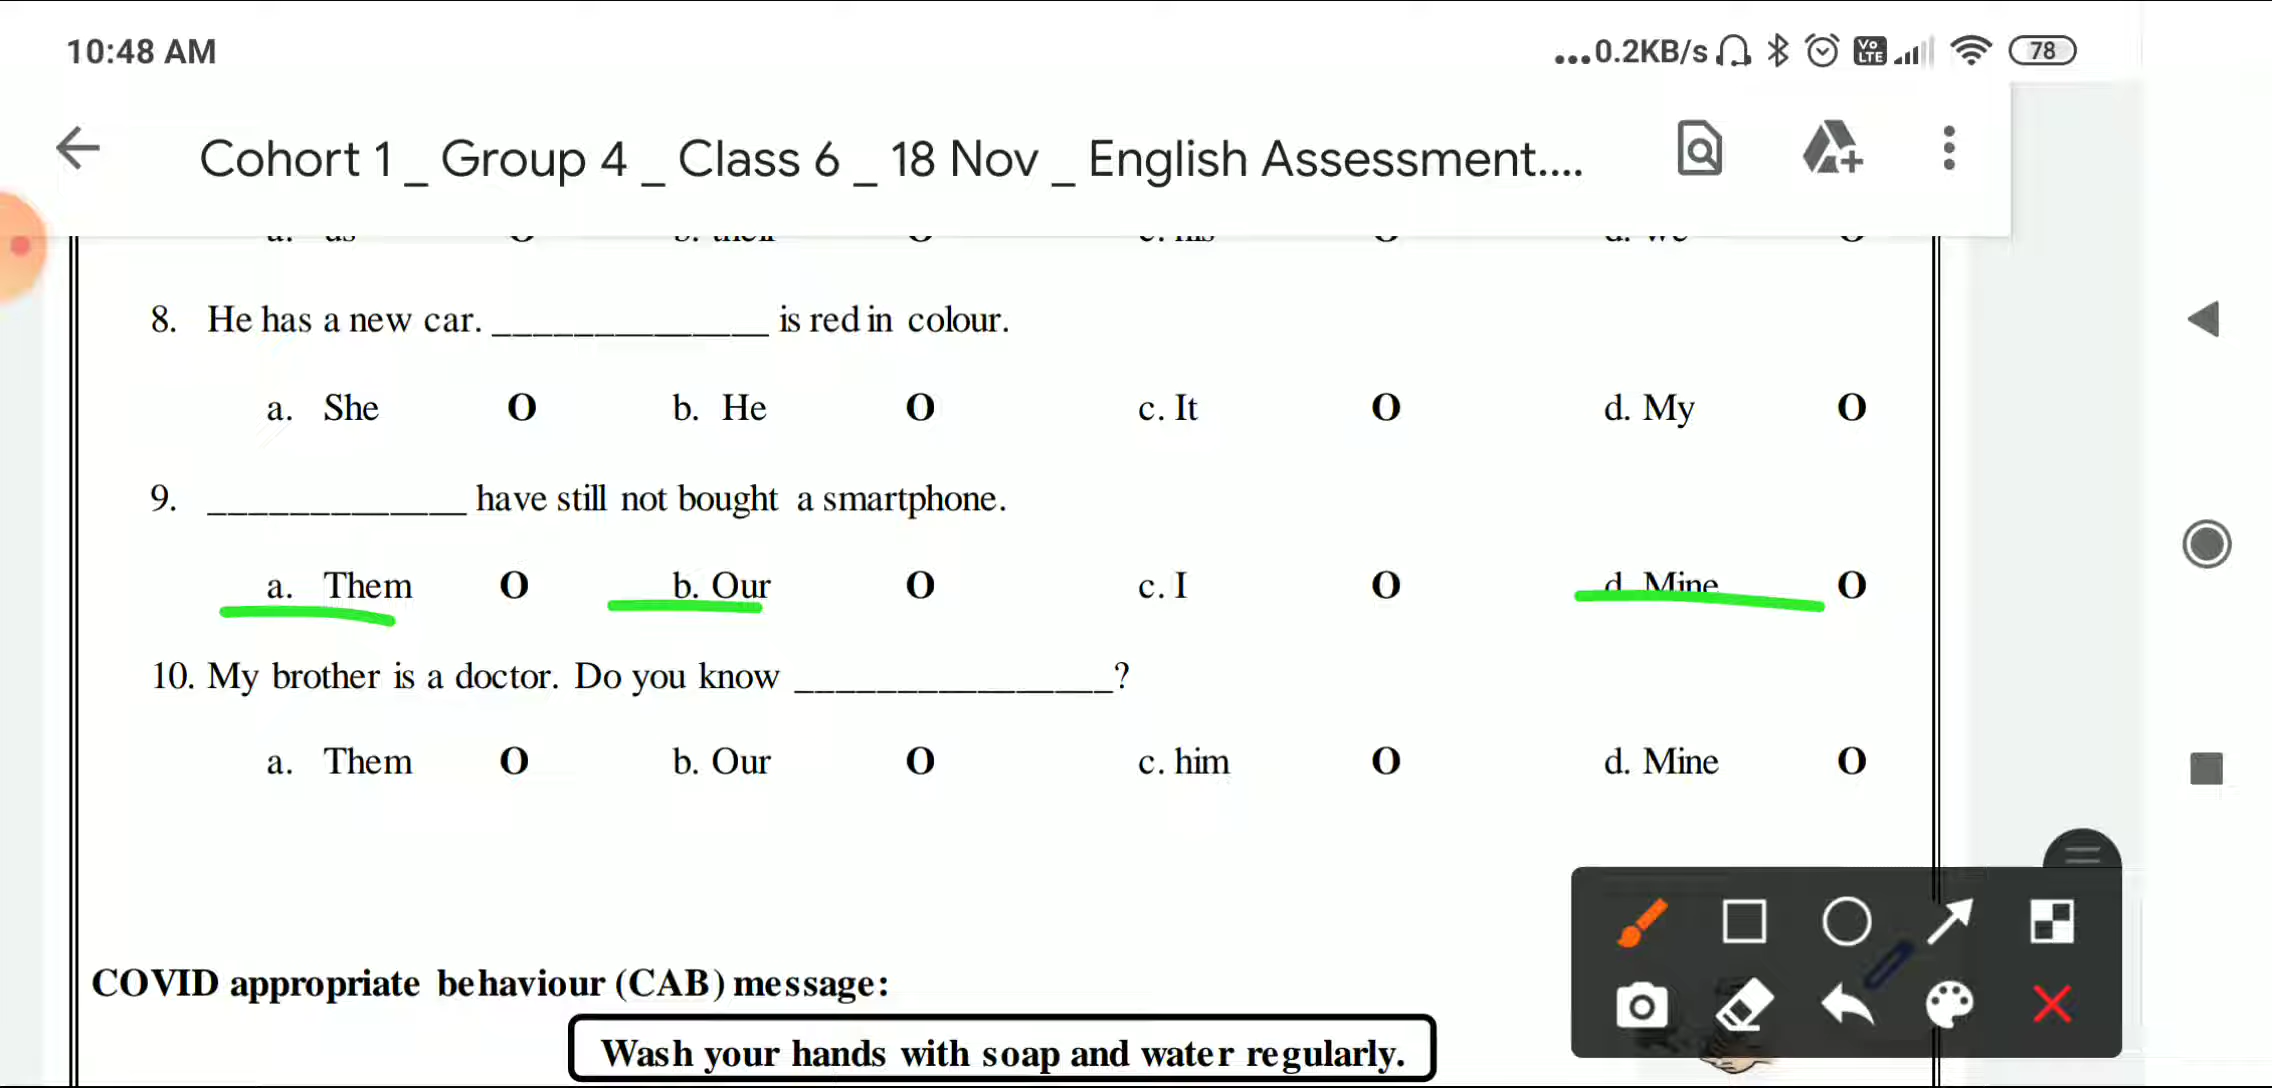 10:48 AM ...0.2KB/s Vo LTE 78
Cohort 1 _ Group 4 _ Class 6 _ 18 Nov _ English Assessment....
8. He has a new car. ______________ is red in colour.
a. She O b. He O c. It O d. My O
9. _____________ have still not bought a smartphone.
a. Them O b. Our O c. I O d. Mine O
10. My brother is a doctor. Do you know ________________?
a. Them O b. Our O c. him O d. Mine O
COVID appropriate behaviour (CAB) message:
Wash your hands with soap and water regularly.